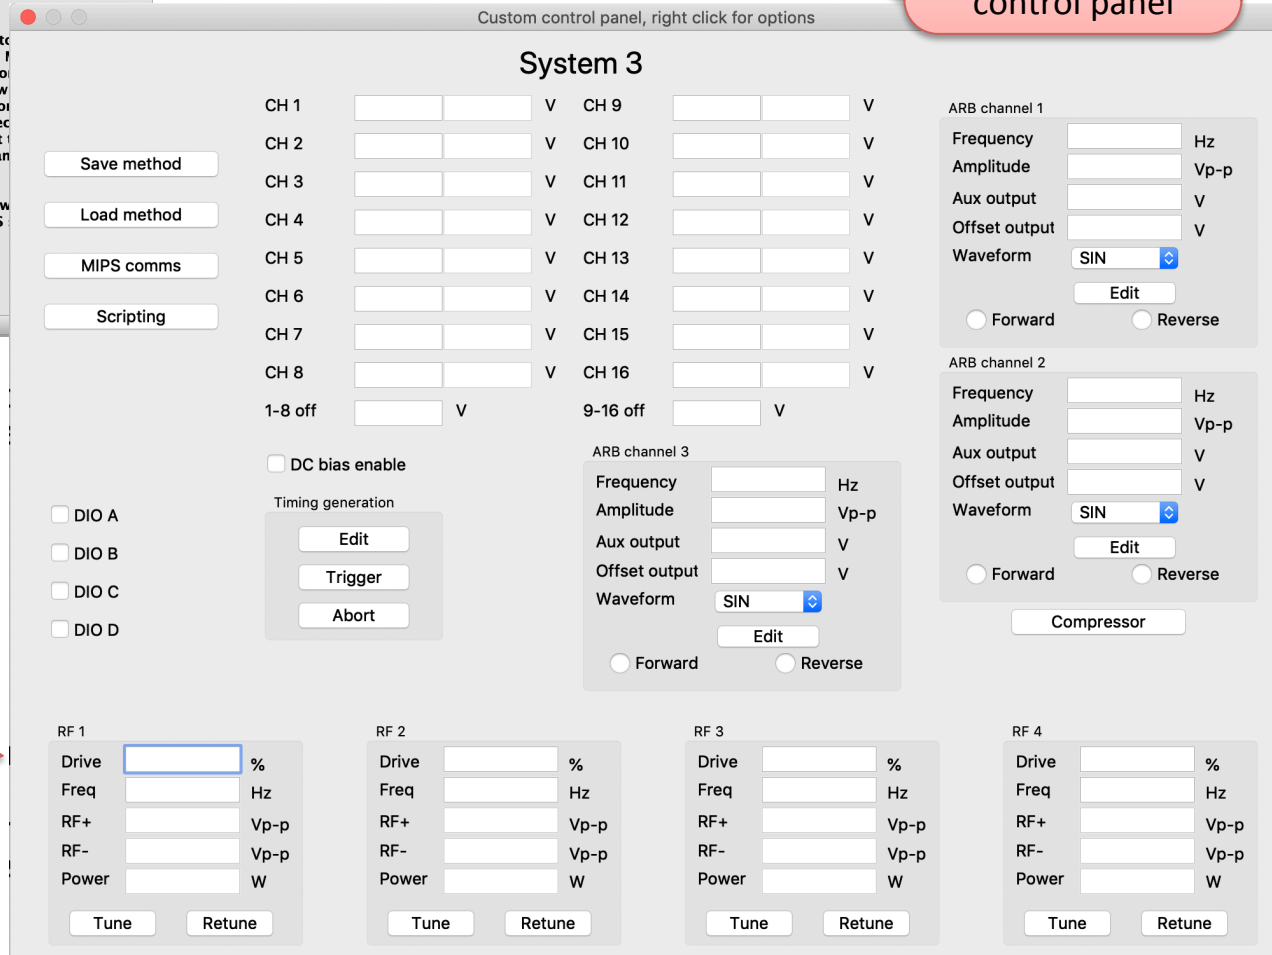 control panel
Custom control panel, right click for options
System 3
Save method
Load method
MIPS comms
Scripting
CH 1 V
CH 2 V
CH 3 V
CH 4 V
CH 5 V
CH 6 V
CH 7 V
CH 8 V
1-8 off V
CH 9 V
CH 10 V
CH 11 V
CH 12 V
CH 13 V
CH 14 V
CH 15 V
CH 16 V
9-16 off V
ARB channel 1
Frequency Hz
Amplitude Vp-p
Aux output V
Offset output V
Waveform SIN
Edit
Forward Reverse
ARB channel 2
Frequency Hz
Amplitude Vp-p
Aux output V
Offset output V
Waveform SIN
Edit
Forward Reverse
Compressor
DC bias enable
Timing generation
Edit
Trigger
Abort
DIO A
DIO B
DIO C
DIO D
ARB channel 3
Frequency Hz
Amplitude Vp-p
Aux output V
Offset output V
Waveform SIN
Edit
Forward Reverse
RF 1
Drive %
Freq Hz
RF+ Vp-p
RF- Vp-p
Power W
Tune Retune
RF 2
Drive %
Freq Hz
RF+ Vp-p
RF- Vp-p
Power W
Tune Retune
RF 3
Drive %
Freq Hz
RF+ Vp-p
RF- Vp-p
Power W
Tune Retune
RF 4
Drive %
Freq Hz
RF+ Vp-p
RF- Vp-p
Power W
Tune Retune